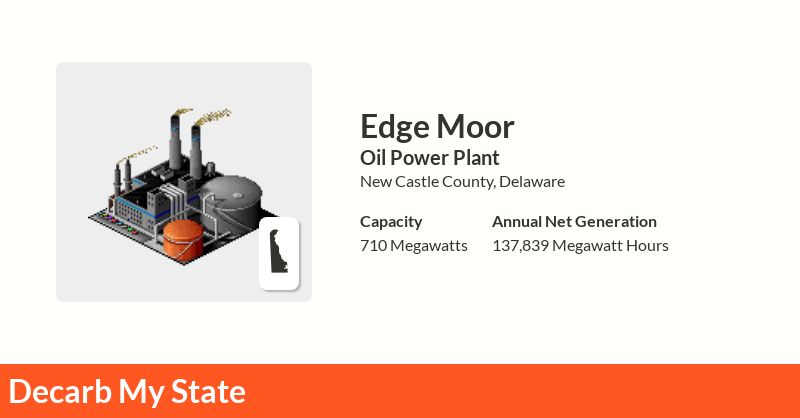 Edge Moor
Oil Power Plant
New Castle County, Delaware
Capacity
710 Megawatts
Annual Net Generation
137,839 Megawatt Hours
Decarb My State